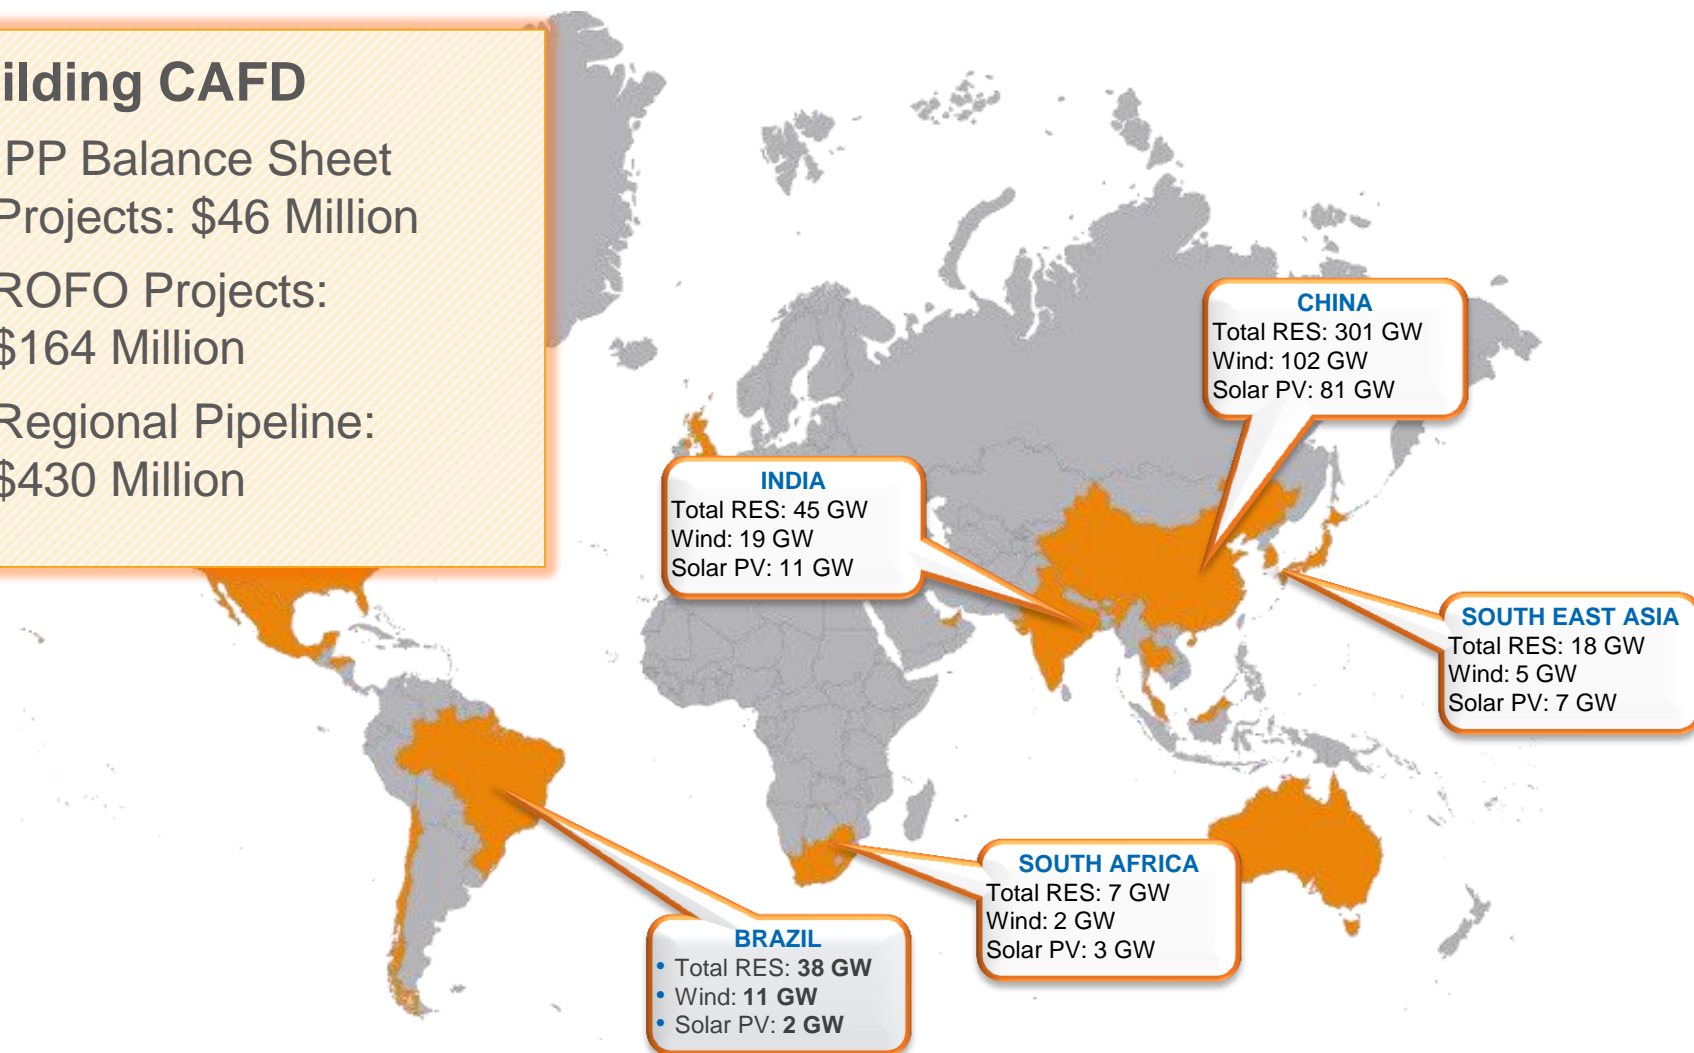 ilding CAFD
PP Balance Sheet
Projects: $46 Million
ROFO Projects:
$164 Million
Regional Pipeline:
$430 Million
CHINA
Total RES: 301 GW
Wind: 102 GW
Solar PV: 81 GW
INDIA
Total RES: 45 GW
Wind: 19 GW
Solar PV: 11 GW
SOUTH EAST ASIA
Total RES: 18 GW
Wind: 5 GW
Solar PV: 7 GW
SOUTH AFRICA
Total RES: 7 GW
Wind: 2 GW
Solar PV: 3 GW
BRAZIL
• Total RES: 38 GW
• Wind: 11 GW
• Solar PV: 2 GW